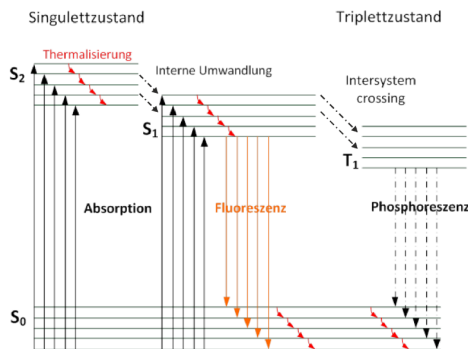 Singulettzustand
Triplettzustand
Thermalisierung
S2
Interne Umwandlung
Intersystem
crossing
S1
T1
Absorption
Fluoreszenz
Phosphoreszenz
S0